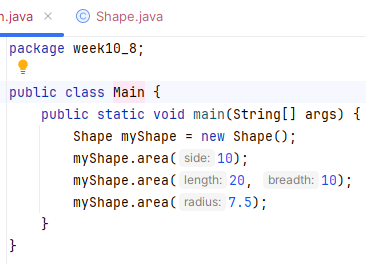 n.java × Shape.java
package week10_8;
public class Main {
public static void main(String[] args) {
Shape myShape = new Shape();
myShape.area( side: 10);
myShape.area( length: 20, breadth: 10);
myShape.area( radius: 7.5);
}
}